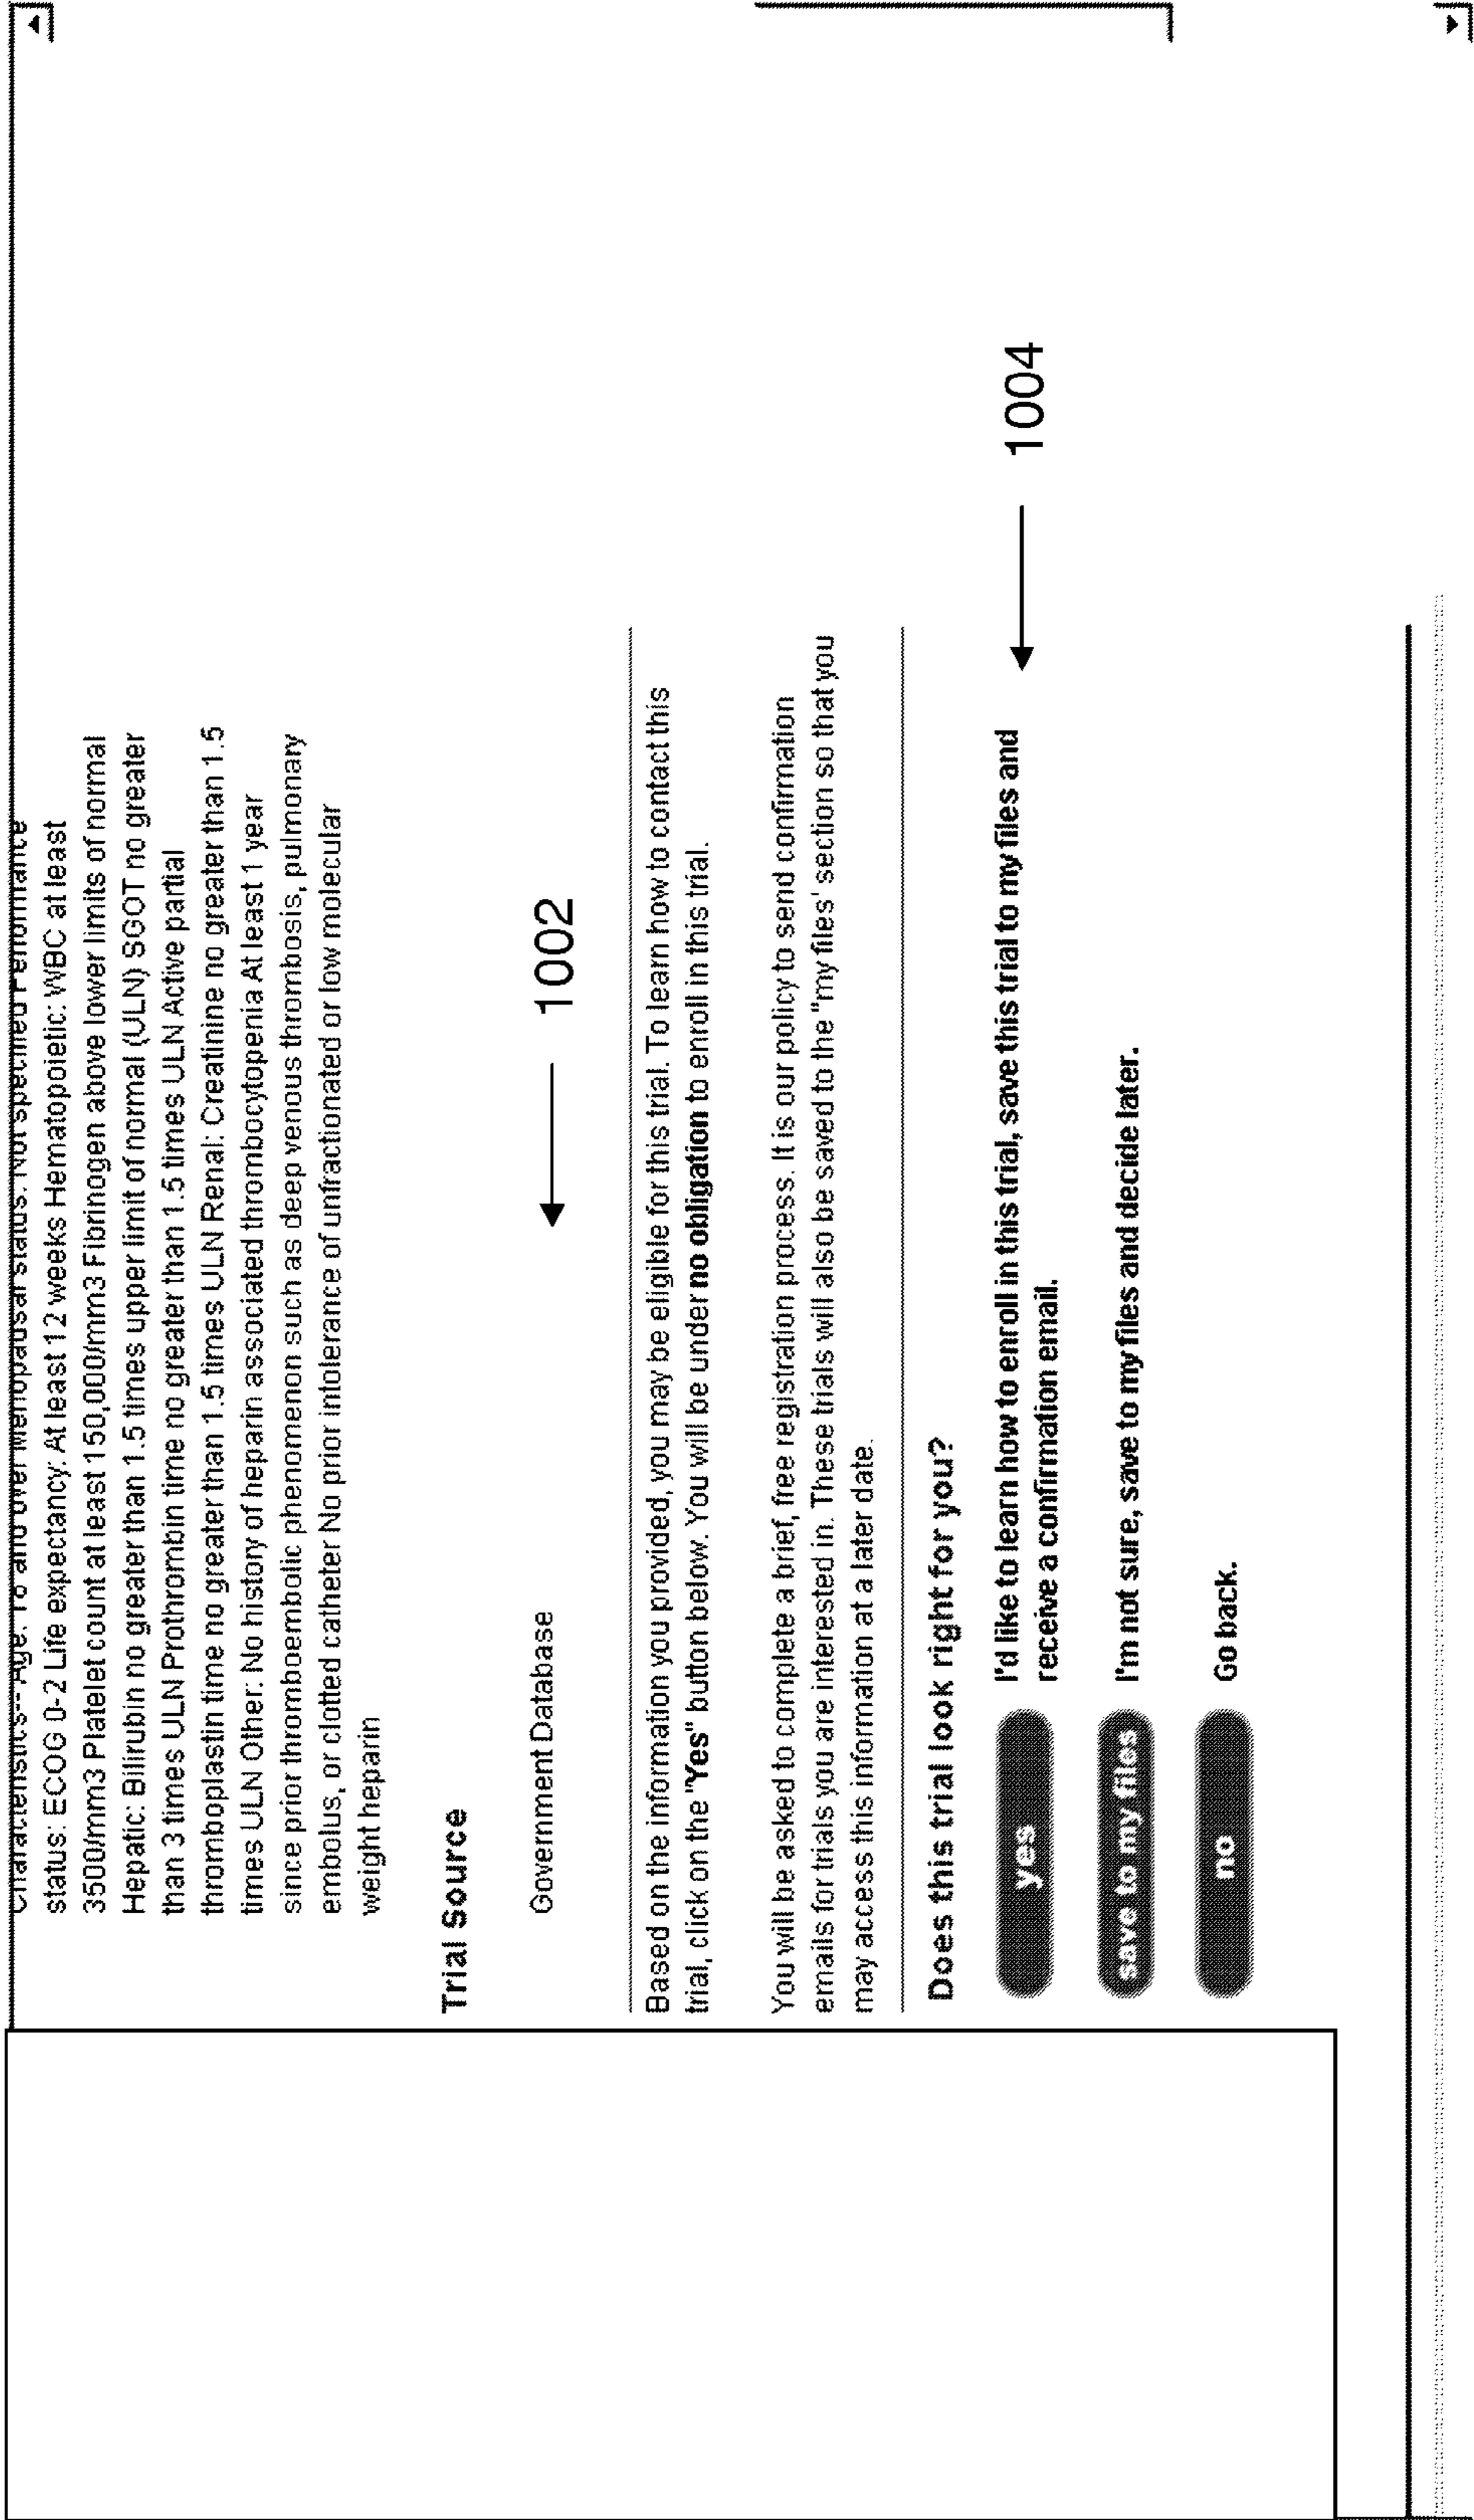 Characteristics-- Age: 18 and over Menopausal status: Not specified Performance
status: ECOG 0-2 Life expectancy: At least 12 weeks Hematopoietic: WBC at least
3500/mm3 Platelet count at least 150,000/mm3 Fibrinogen above lower limits of normal
Hepatic: Bilirubin no greater than 1.5 times upper limit of normal (ULN) SGOT no greater
than 3 times ULN Prothrombin time no greater than 1.5 times ULN Active partial
thromboplastin time no greater than 1.5 times ULN Renal: Creatinine no greater than 1.5
times ULN Other: No history of heparin associated thrombocytopenia At least 1 year
since prior thromboembolic phenomenon such as deep venous thrombosis, pulmonary
embolus, or clotted catheter No prior intolerance of unfractionated or low molecular
weight heparin
Trial Source
Government Database
1002
Based on the information you provided, you may be eligible for this trial. To learn how to contact this
trial, click on the "Yes" button below. You will be under no obligation to enroll in this trial.
You will be asked to complete a brief, free registration process. It is our policy to send confirmation
emails for trials you are interested in. These trials will also be saved to the "my files' section so that you
may access this information at a later date.
Does this trial look right for you?
yes I'd like to learn how to enroll in this trial, save this trial to my files and
receive a confirmation email.
1004
save to my files I'm not sure, save to my files and decide later.
no Go back.